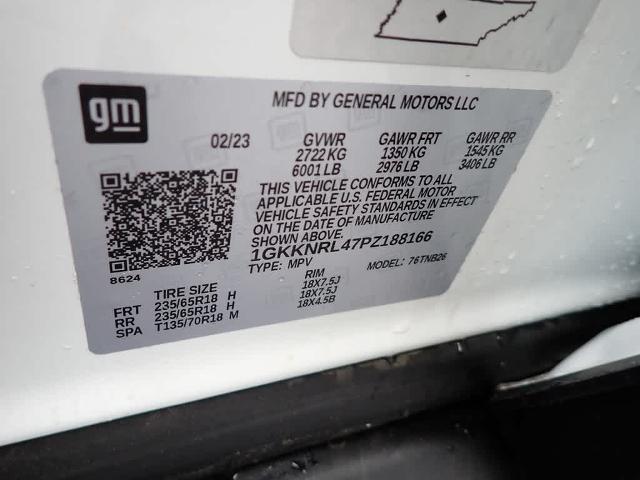 gm
MFD BY GENERAL MOTORS LLC
02/23 GVWR GAWR FRT GAWR RR
2722 KG 1350 KG 1545 KG
6001 LB 2976 LB 3406 LB
THIS VEHICLE CONFORMS TO ALL
APPLICABLE U.S. FEDERAL MOTOR
VEHICLE SAFETY STANDARDS IN EFFECT
ON THE DATE OF MANUFACTURE
SHOWN ABOVE.
1GKKNRL47PZ188166
TYPE: MPV MODEL: 76TNB26
8624
TIRE SIZE RIM
FRT 235/65R18 H 18X7.5J
RR 235/65R18 H 18X7.5J
SPA T135/70R18 M 18X4.5B